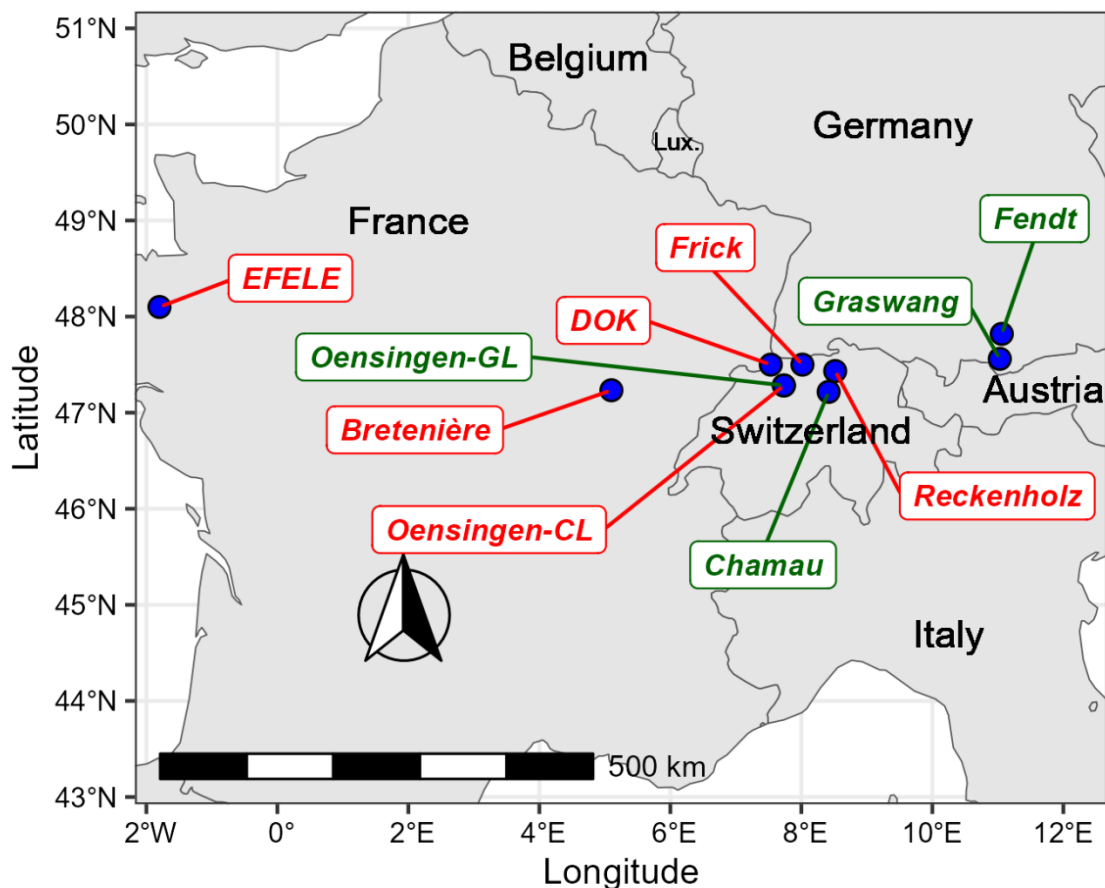 51°N
50°N
49°N
48°N
47°N
46°N
45°N
44°N
43°N
Latitude
Belgium
Germany
Lux.
France
Fendt
Frick
EFELE
Graswang
DOK
Oensingen-GL
Austria
Bretenière
Switzerland
Reckenholz
Oensingen-CL
Chamau
Italy
500 km
2°W
0°
2°E
4°E
6°E
8°E
10°E
12°E
Longitude